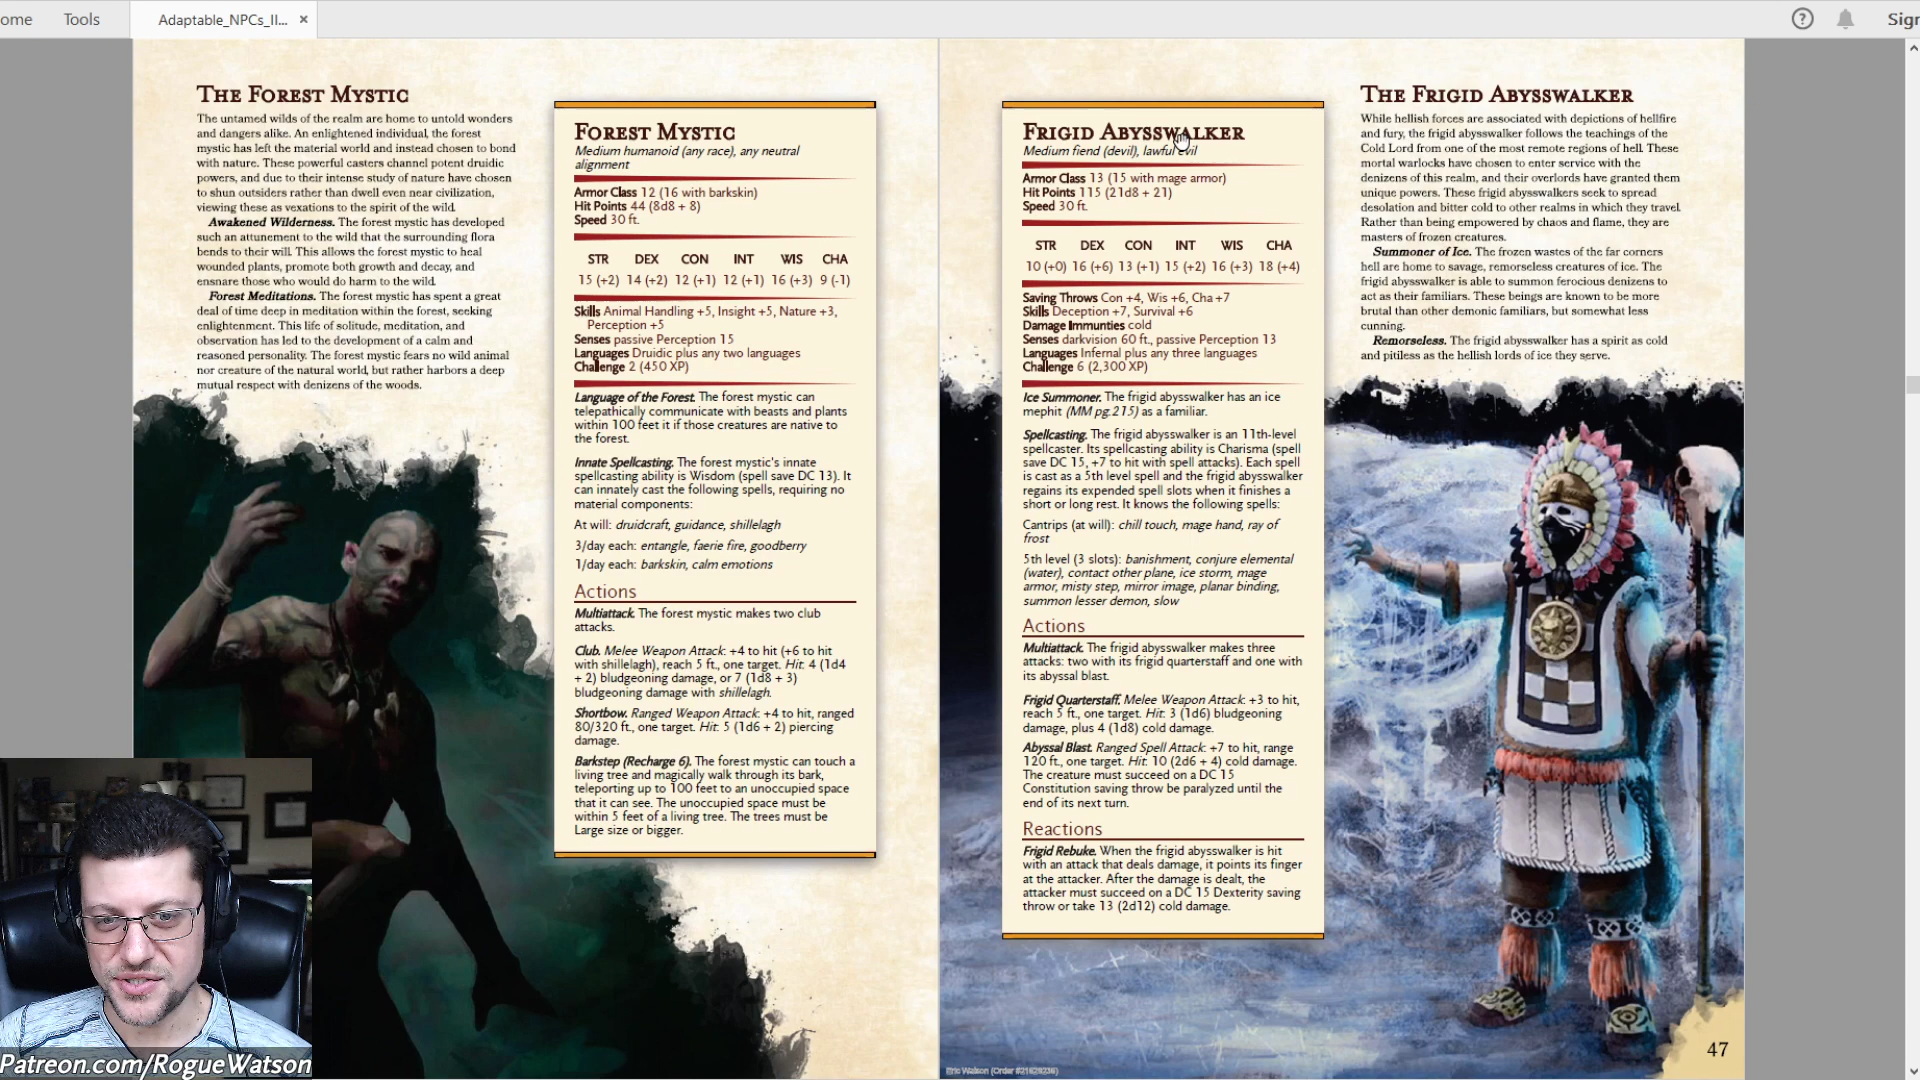 ome
Tools
Adaptable_NPCs_II... ×
?
Sign
The Forest Mystic
The untamed wilds of the realm are home to untold wonders
and dangers alike. An enlightened individual, the forest
mystic has left the material world and instead chosen to bond
with nature. These powerful casters channel potent druidic
powers, and due to their intense study of nature have chosen
to shun outsiders rather than dwell even near civilization,
viewing these as vexations to the spirit of the wild.
Awakened Wilderness. The forest mystic has developed
such an attunement to the wild that the surrounding flora
bends to their will. This allows the forest mystic to heal
wounded plants, promote both growth and decay, and
ensnare those who would do harm to the wild.
Forest Meditations. The forest mystic has spent a great
deal of time deep in meditation within the forest, seeking
enlightenment. This life of solitude, meditation, and
observation has led to the development of a calm and
reasoned personality. The forest mystic fears no wild animal
nor creature of the natural world, but rather harbors a deep
mutual respect with denizens of the woods.
Forest Mystic
Medium humanoid (any race), any neutral
alignment
Armor Class 12 (16 with barkskin)
Hit Points 44 (8d8 + 8)
Speed 30 ft.
STR DEX CON INT WIS CHA
15 (+2) 14 (+2) 12 (+1) 12 (+1) 16 (+3) 9 (-1)
Skills Animal Handling +5, Insight +5, Nature +3,
Perception +5
Senses passive Perception 15
Languages Druidic plus any two languages
Challenge 2 (450 XP)
Language of the Forest. The forest mystic can
telepathically communicate with beasts and plants
within 100 feet it if those creatures are native to
the forest.
Innate Spellcasting. The forest mystic's innate
spellcasting ability is Wisdom (spell save DC 13). It
can innately cast the following spells, requiring no
material components:
At will: druidcraft, guidance, shillelagh
3/day each: entangle, faerie fire, goodberry
1/day each: barkskin, calm emotions
Actions
Multiattack. The forest mystic makes two club
attacks.
Club. Melee Weapon Attack: +4 to hit (+6 to hit
with shillelagh), reach 5 ft., one target. Hit: 4 (1d4
+ 2) bludgeoning damage, or 7 (1d8 + 3)
bludgeoning damage with shillelagh.
Shortbow. Ranged Weapon Attack: +4 to hit, ranged
80/320 ft., one target. Hit: 5 (1d6 + 2) piercing
damage.
Barkstep (Recharge 6). The forest mystic can touch a
living tree and magically walk through its bark,
teleporting up to 100 feet to an unoccupied space
that it can see. The unoccupied space must be
within 5 feet of a living tree. The trees must be
Large size or bigger.
Frigid Abysswalker
Medium fiend (devil), lawful evil
Armor Class 13 (15 with mage armor)
Hit Points 115 (21d8 + 21)
Speed 30 ft.
STR DEX CON INT WIS CHA
10 (+0) 16 (+6) 13 (+1) 15 (+2) 16 (+3) 18 (+4)
Saving Throws Con +4, Wis +6, Cha +7
Skills Deception +7, Survival +6
Damage Immunties cold
Senses darkvision 60 ft., passive Perception 13
Languages Infernal plus any three languages
Challenge 6 (2,300 XP)
Ice Summoner. The frigid abysswalker has an ice
mephit (MM pg.215) as a familiar.
Spellcasting. The frigid abysswalker is an 11th-level
spellcaster. Its spellcasting ability is Charisma (spell
save DC 15, +7 to hit with spell attacks). Each spell
is cast as a 5th level spell and the frigid abysswalker
regains its expended spell slots when it finishes a
short or long rest. It knows the following spells:
Cantrips (at will): chill touch, mage hand, ray of
frost
5th level (3 slots): banishment, conjure elemental
(water), contact other plane, ice storm, mage
armor, misty step, mirror image, planar binding,
summon lesser demon, slow
Actions
Multiattack. The frigid abysswalker makes three
attacks: two with its frigid quarterstaff and one with
its abyssal blast.
Frigid Quarterstaff. Melee Weapon Attack: +3 to hit,
reach 5 ft., one target. Hit: 3 (1d6) bludgeoning
damage, plus 4 (1d8) cold damage.
Abyssal Blast. Ranged Spell Attack: +7 to hit, range
120 ft., one target. Hit: 10 (2d6 + 4) cold damage.
The creature must succeed on a DC 15
Constitution saving throw be paralyzed until the
end of its next turn.
Reactions
Frigid Rebuke. When the frigid abysswalker is hit
with an attack that deals damage, it points its finger
at the attacker. After the damage is dealt, the
attacker must succeed on a DC 15 Dexterity saving
throw or take 13 (2d12) cold damage.
The Frigid Abysswalker
While hellish forces are associated with depictions of hellfire
and fury, the frigid abysswalker follows the teachings of the
Cold Lord from one of the most remote regions of hell. These
mortal warlocks have chosen to enter service with the
denizens of this realm, and their overlords have granted them
unique powers. These frigid abysswalkers seek to spread
desolation and bitter cold to other realms in which they travel.
Rather than being empowered by chaos and flame, they are
masters of frozen creatures.
Summoner of Ice. The frozen wastes of the far corners
hell are home to savage, remorseless creatures of ice. The
frigid abysswalker is able to summon ferocious denizens to
act as their familiars. These beings are known to be more
brutal than other demonic familiars, but somewhat less
cunning.
Remorseless. The frigid abysswalker has a spirit as cold
and pitiless as the hellish lords of ice they serve.
47
Eric Watson (Order #21629236)
Patreon.com/RogueWatson